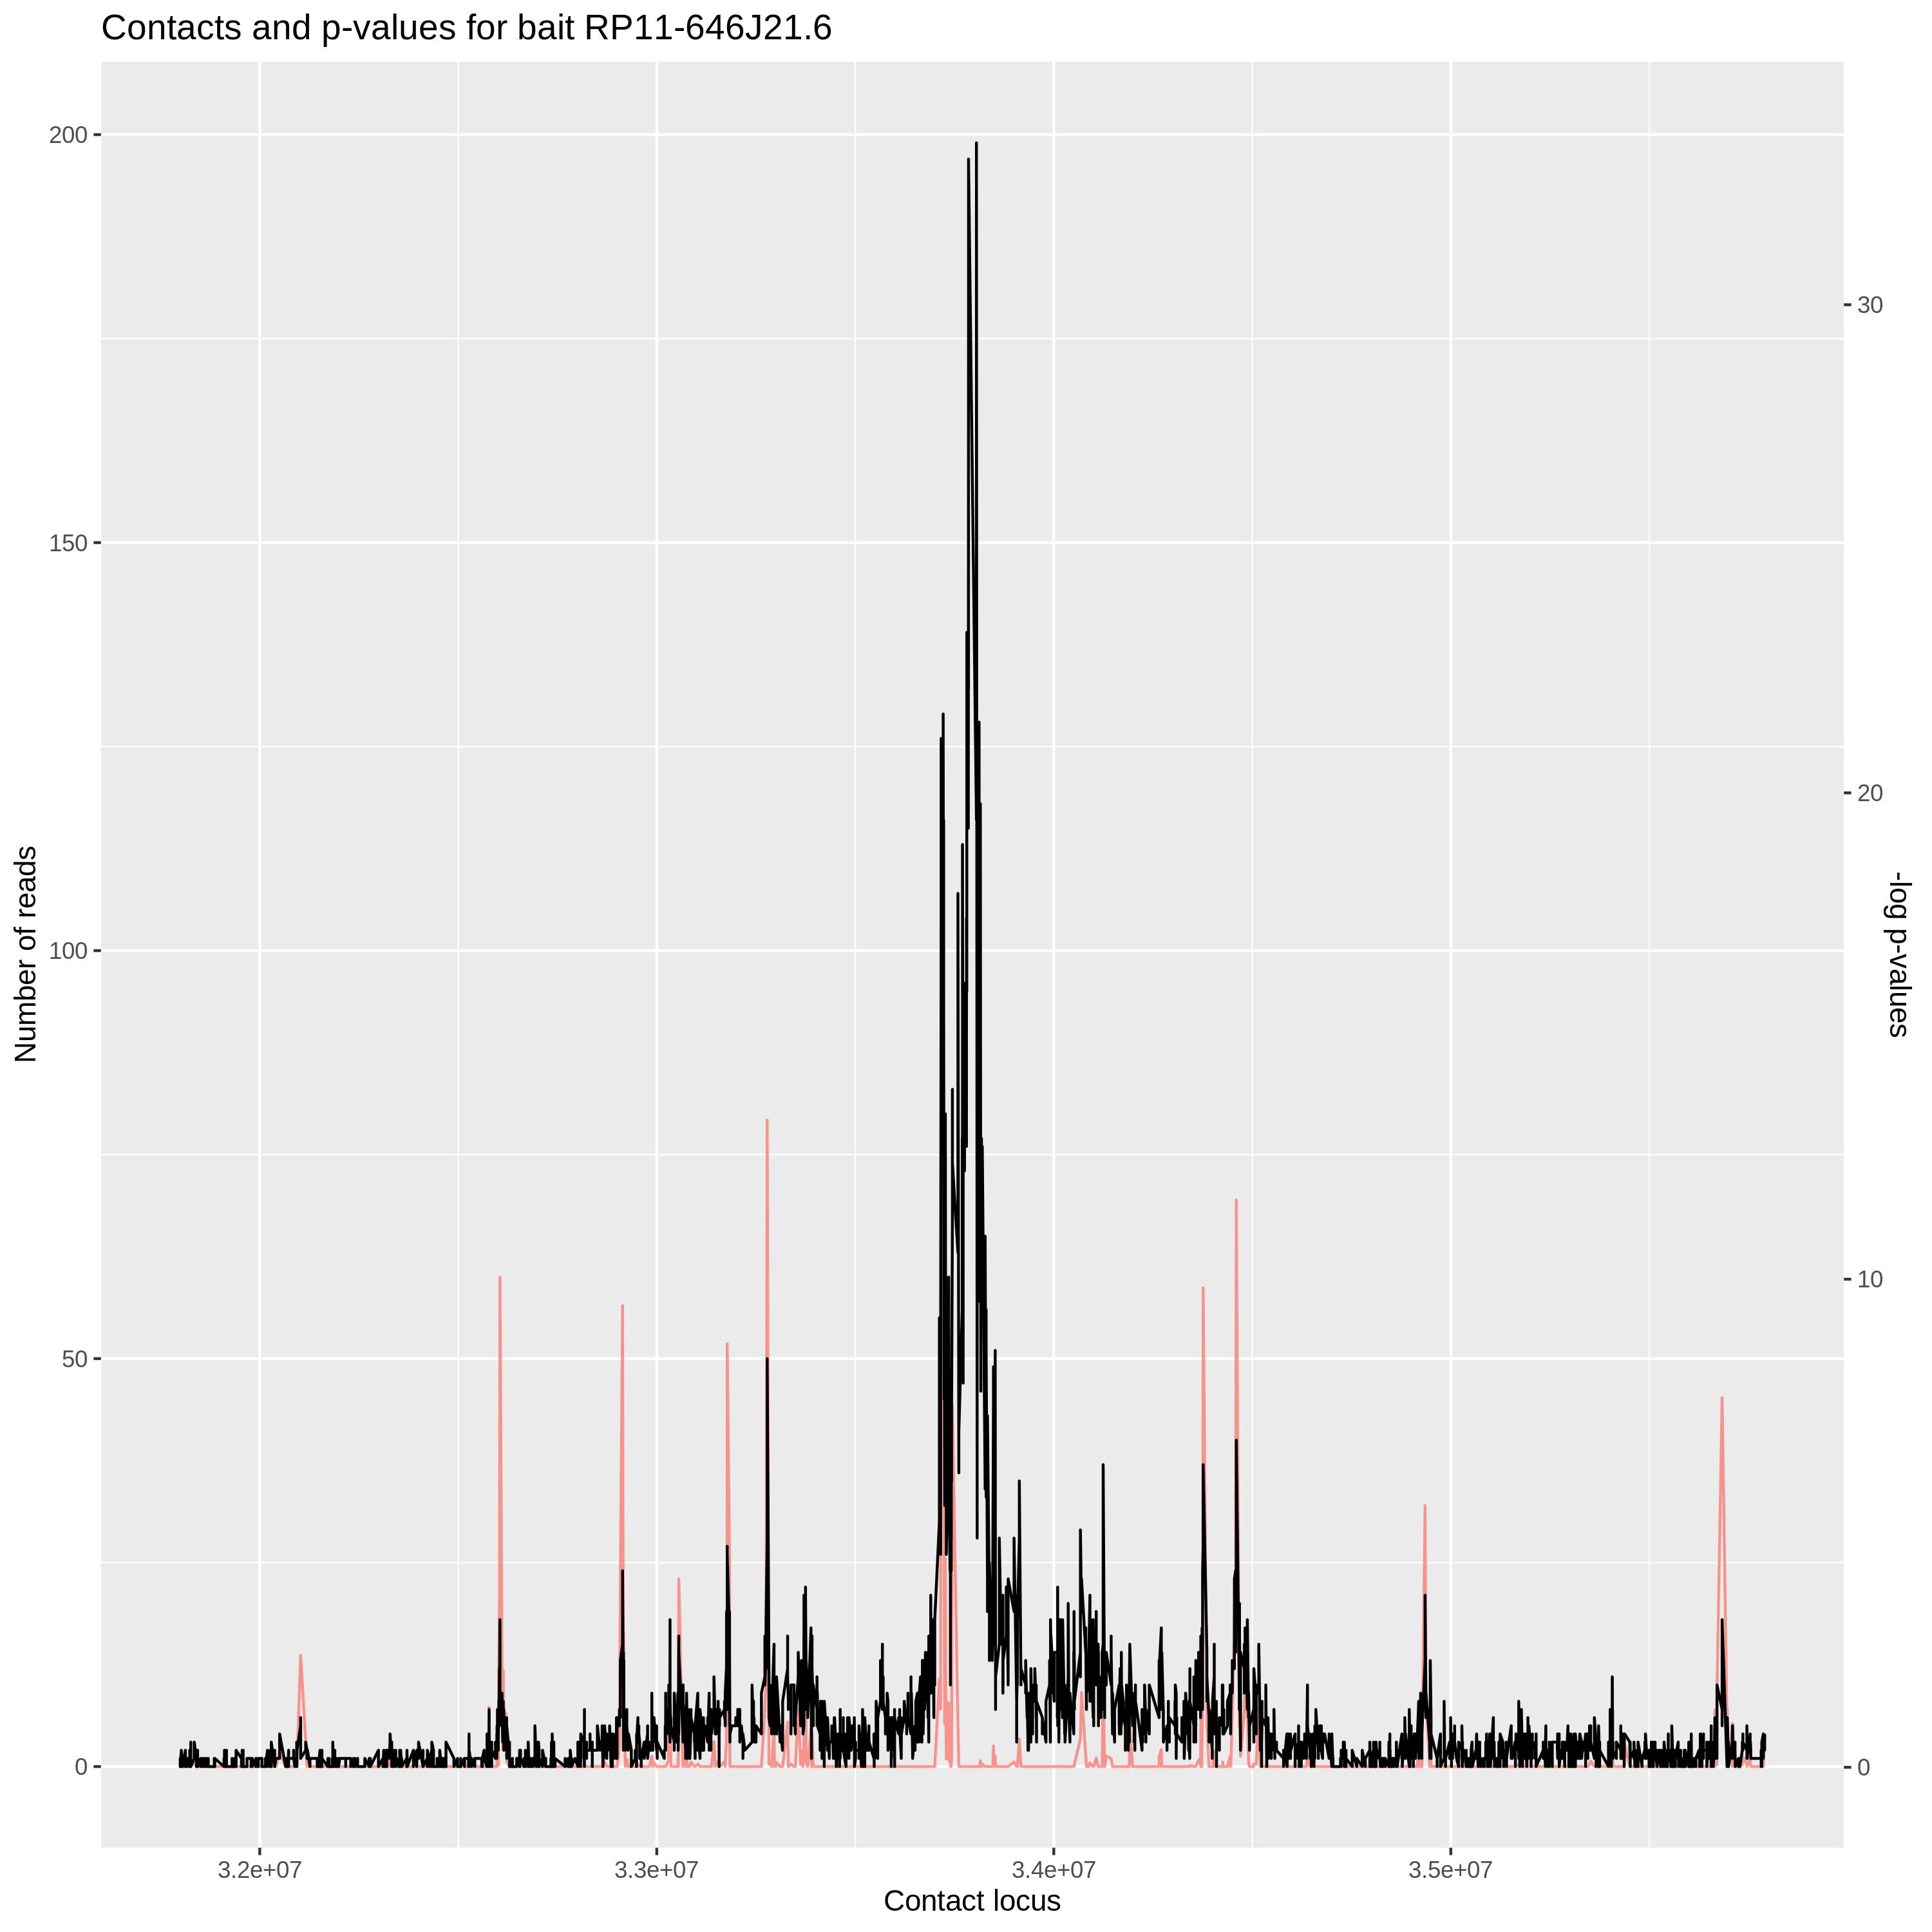 Contacts and p-values for bait RP11-646J21.6
200
150
100
50
0
Number of reads
30
20
10
0
-log p-values
3.2e+07
3.3e+07
3.4e+07
3.5e+07
Contact locus